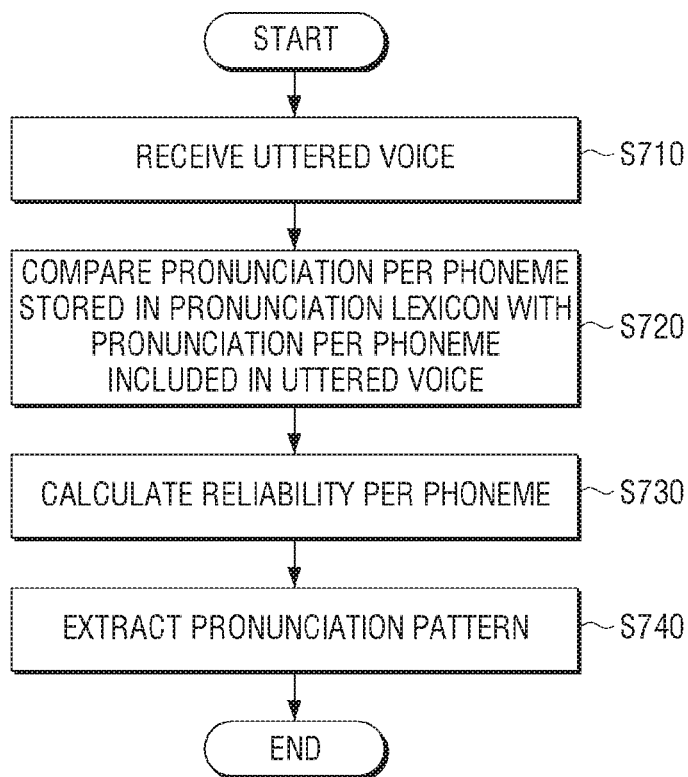 START
RECEIVE UTTERED VOICE
S710
COMPARE PRONUNCIATION PER PHONEME
STORED IN PRONUNCIATION LEXICON WITH
PRONUNCIATION PER PHONEME
INCLUDED IN UTTERED VOICE
S720
CALCULATE RELIABILITY PER PHONEME
S730
EXTRACT PRONUNCIATION PATTERN
S740
END